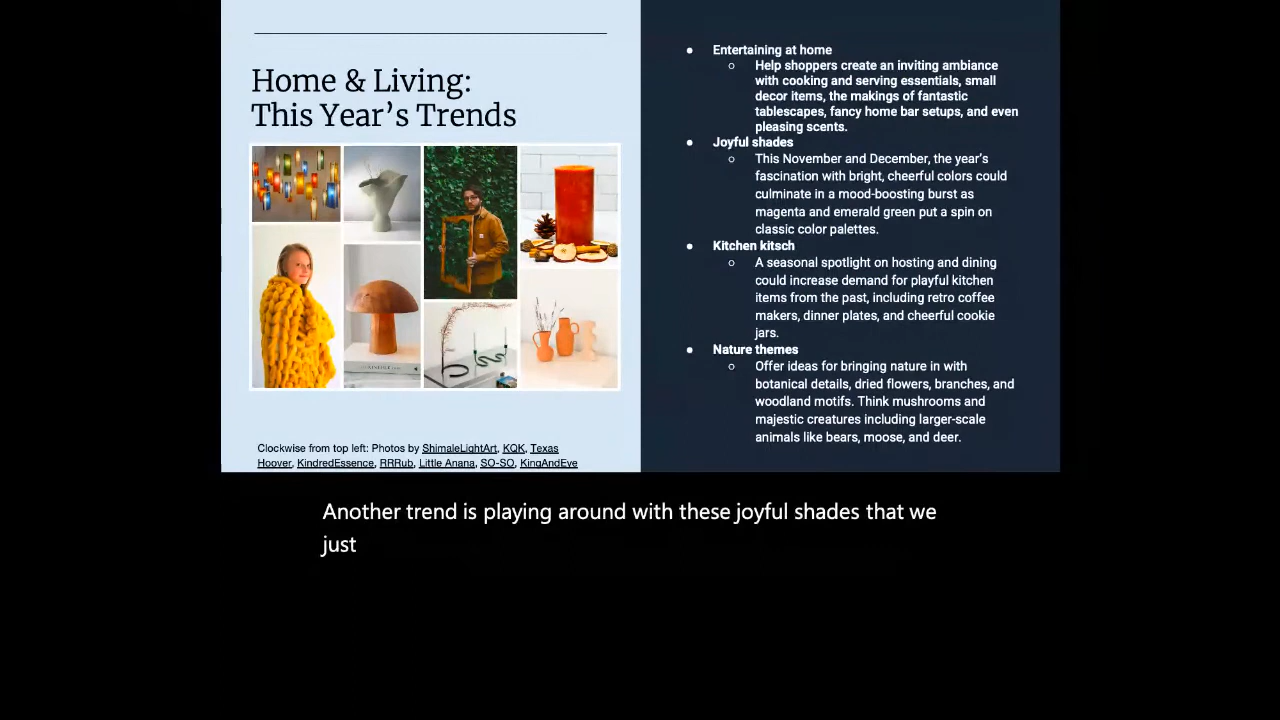 Home & Living:
This Year's Trends
Clockwise from top left: Photos by ShimaleLightArt, KQK, Texas
Hoover, KindredEssence, RRRub, Little Anana, SO-SO, KingAndEve
● Entertaining at home
○ Help shoppers create an inviting ambiance
with cooking and serving essentials, small
decor items, the makings of fantastic
tablescapes, fancy home bar setups, and even
pleasing scents.
● Joyful shades
○ This November and December, the year's
fascination with bright, cheerful colors could
culminate in a mood-boosting burst as
magenta and emerald green put a spin on
classic color palettes.
● Kitchen kitsch
○ A seasonal spotlight on hosting and dining
could increase demand for playful kitchen
items from the past, including retro coffee
makers, dinner plates, and cheerful cookie
jars.
● Nature themes
○ Offer ideas for bringing nature in with
botanical details, dried flowers, branches, and
woodland motifs. Think mushrooms and
majestic creatures including larger-scale
animals like bears, moose, and deer.
Another trend is playing around with these joyful shades that we
just